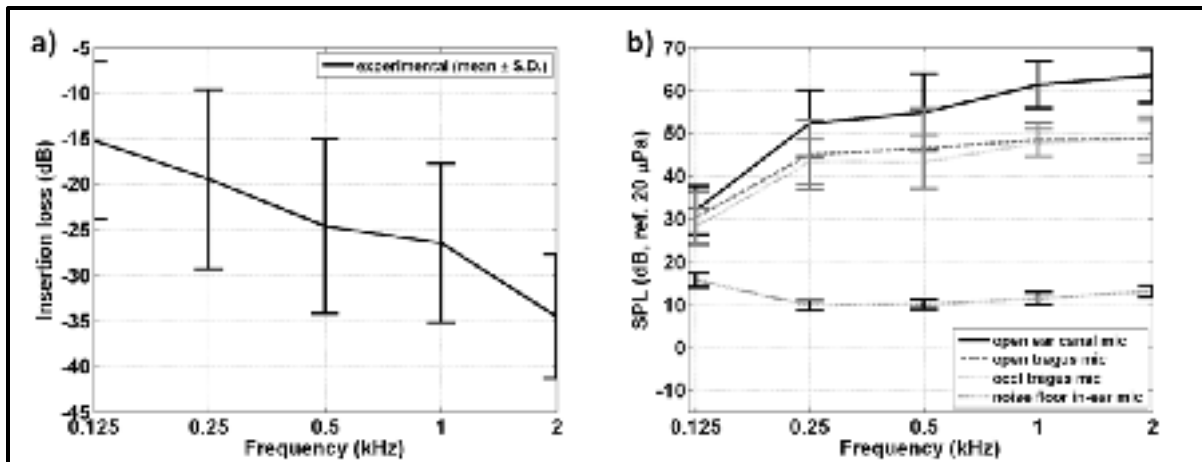 a)
experimental (mean ± S.D.)
-5
-10
-15
-20
-25
-30
-35
-40
-45
Insertion loss (dB)
0.125 0.25 0.5 1 2
Frequency (kHz)
b)
70
60
50
40
30
20
10
0
-10
SPL (dB, ref. 20 µPa)
open ear canal mic
open tragus mic
occl tragus mic
noise floor in-ear mic
0.125 0.25 0.5 1 2
Frequency (kHz)